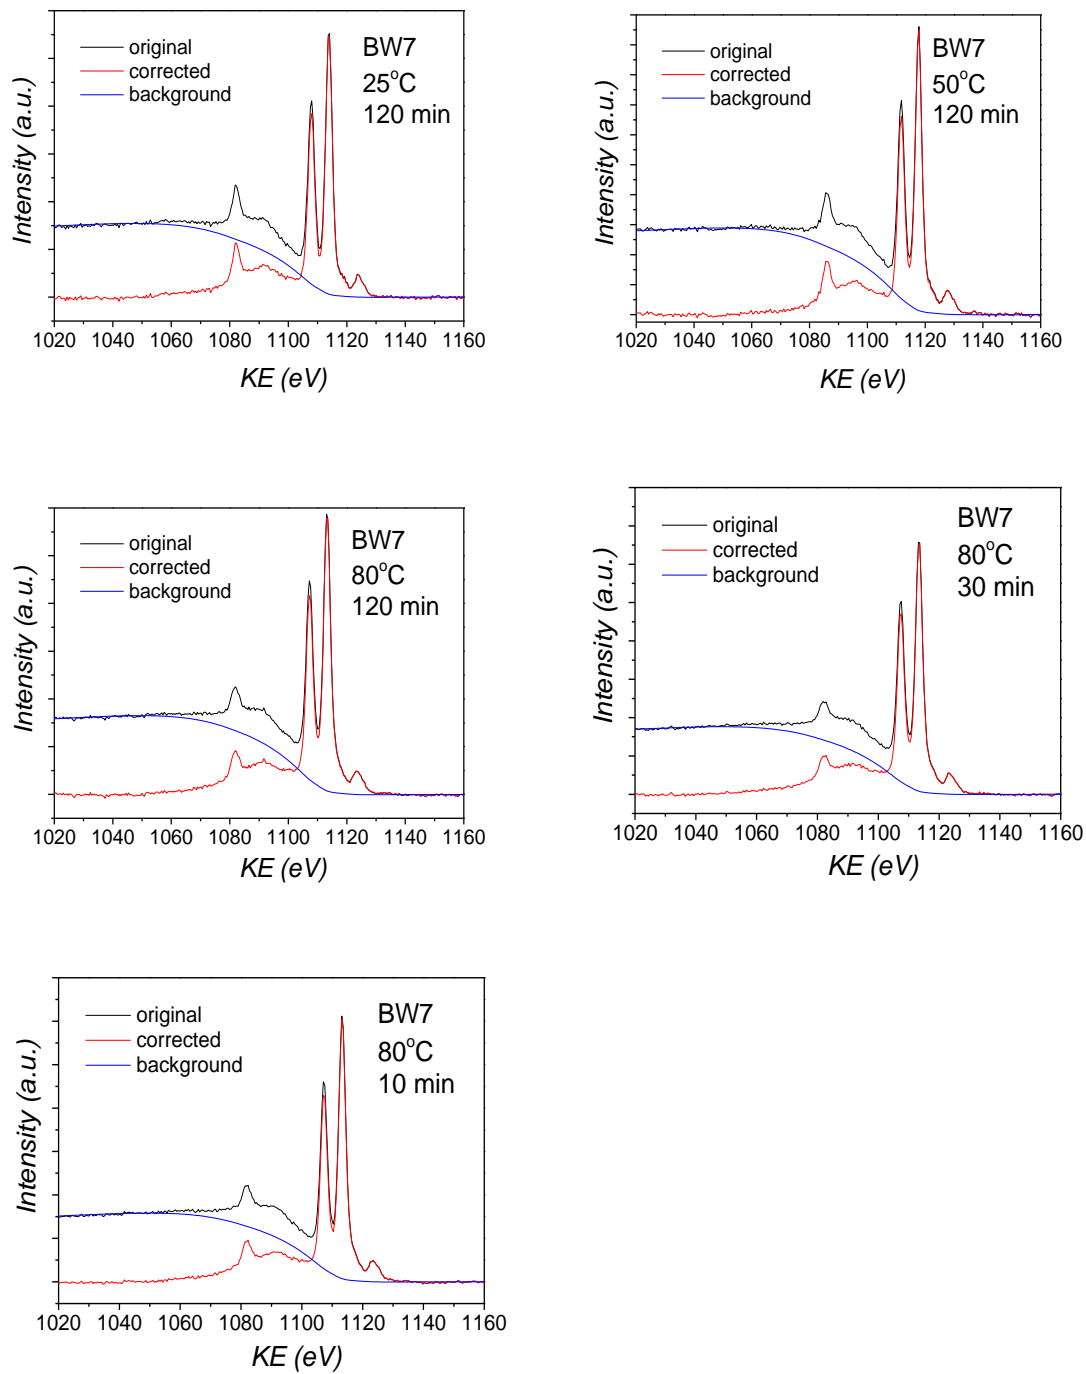 original
corrected
background
BW7
25°C
120 min
Intensity (a.u.)
1020 1040 1060 1080 1100 1120 1140 1160
KE (eV)
original
corrected
background
BW7
50°C
120 min
Intensity (a.u.)
1020 1040 1060 1080 1100 1120 1140 1160
KE (eV)
original
corrected
background
BW7
80°C
120 min
Intensity (a.u.)
1020 1040 1060 1080 1100 1120 1140 1160
KE (eV)
original
corrected
background
BW7
80°C
30 min
Intensity (a.u.)
1020 1040 1060 1080 1100 1120 1140 1160
KE (eV)
original
corrected
background
BW7
80°C
10 min
Intensity (a.u.)
1020 1040 1060 1080 1100 1120 1140 1160
KE (eV)